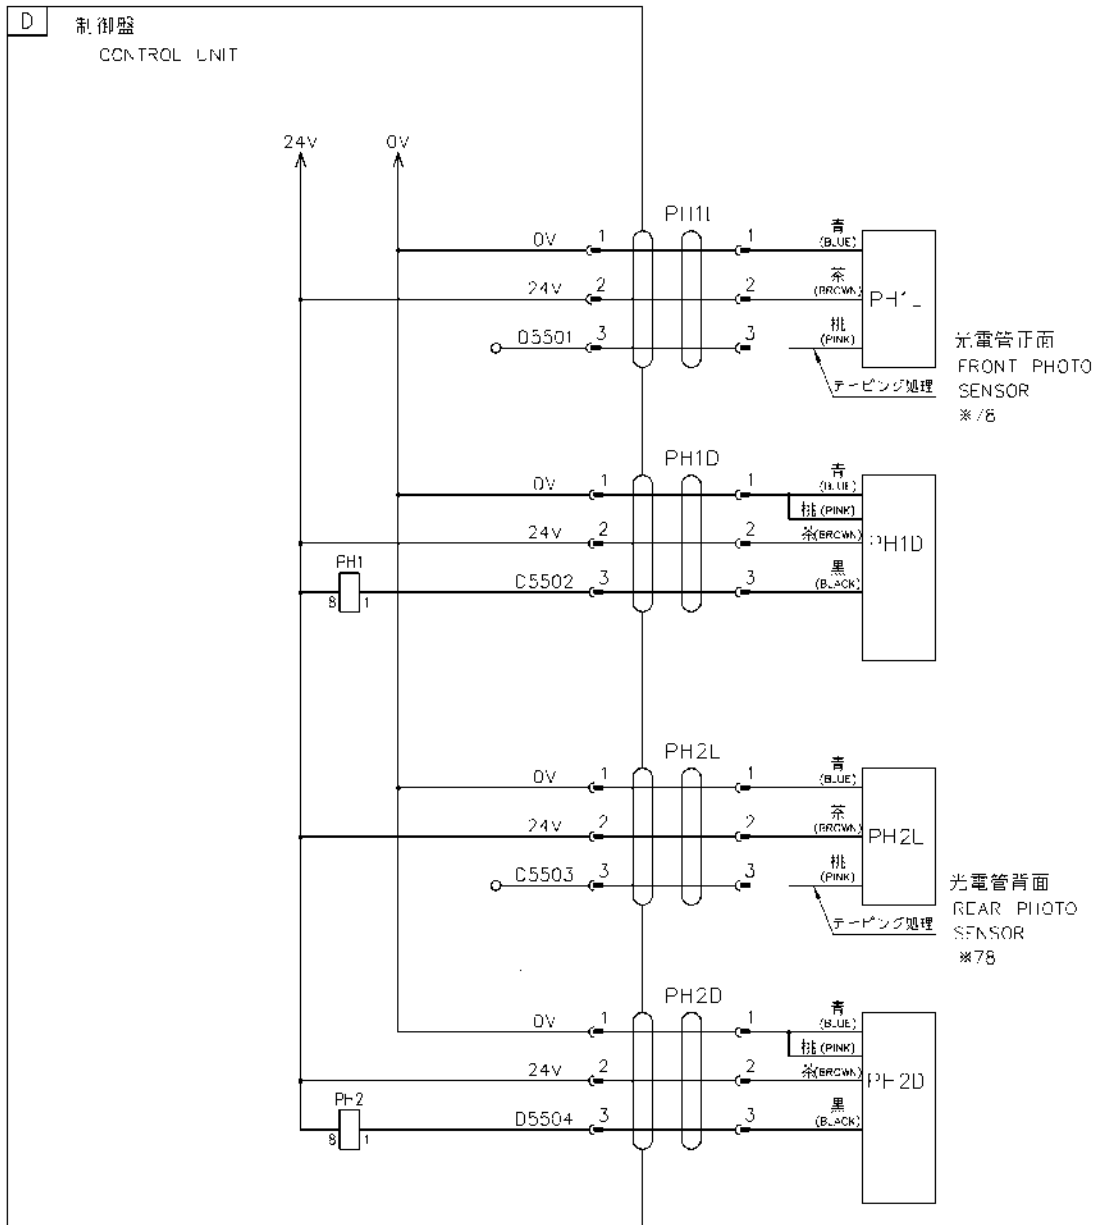 D
制御盤
CONTROL UNIT
24V 0V
PH1L
0V 1 1 青
(BLUE)
24V 2 2 茶
(BROWN)
PH1L
D5501 3 3 桃
(PINK)
テーピング処理
光電管正面
FRONT PHOTO
SENSOR
※78
PH1D
0V 1 1 青
(BLUE)
桃 (PINK)
24V 2 2 茶(BROWN)
PH1D
PH1
8 1
D5502 3 3 黒
(BLACK)
PH2L
0V 1 1 青
(BLUE)
24V 2 2 茶
(BROWN)
PH2L
D5503 3 3 桃
(PINK)
テーピング処理
光電管背面
REAR PHOTO
SENSOR
※78
PH2D
0V 1 1 青
(BLUE)
桃 (PINK)
24V 2 2 茶(BROWN)
PH2D
PH2
8 1
D5504 3 3 黒
(BLACK)